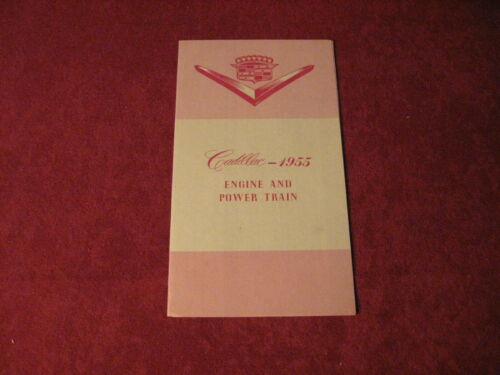 Cadillac – 1955
ENGINE AND
POWER TRAIN